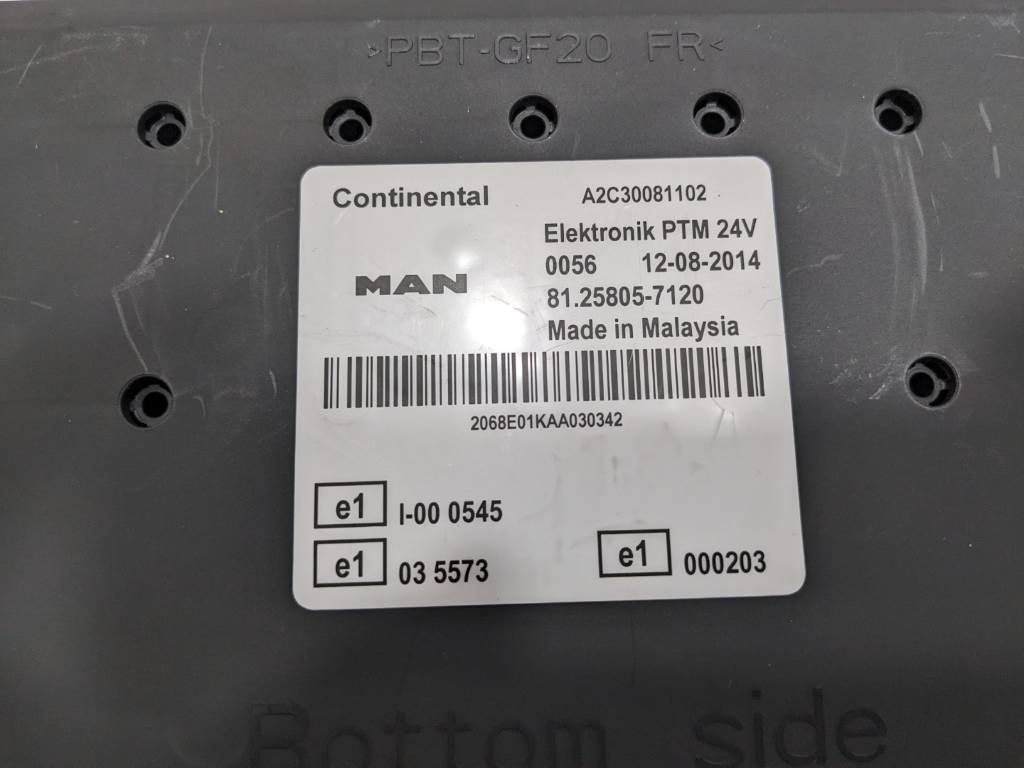 >PBT-GF20 FR<
Continental A2C30081102
Elektronik PTM 24V
0056 12-08-2014
MAN 81.25805-7120
Made in Malaysia
2068E01KAA030342
e1 I-00 0545
e1 03 5573 e1 000203
Bottom side